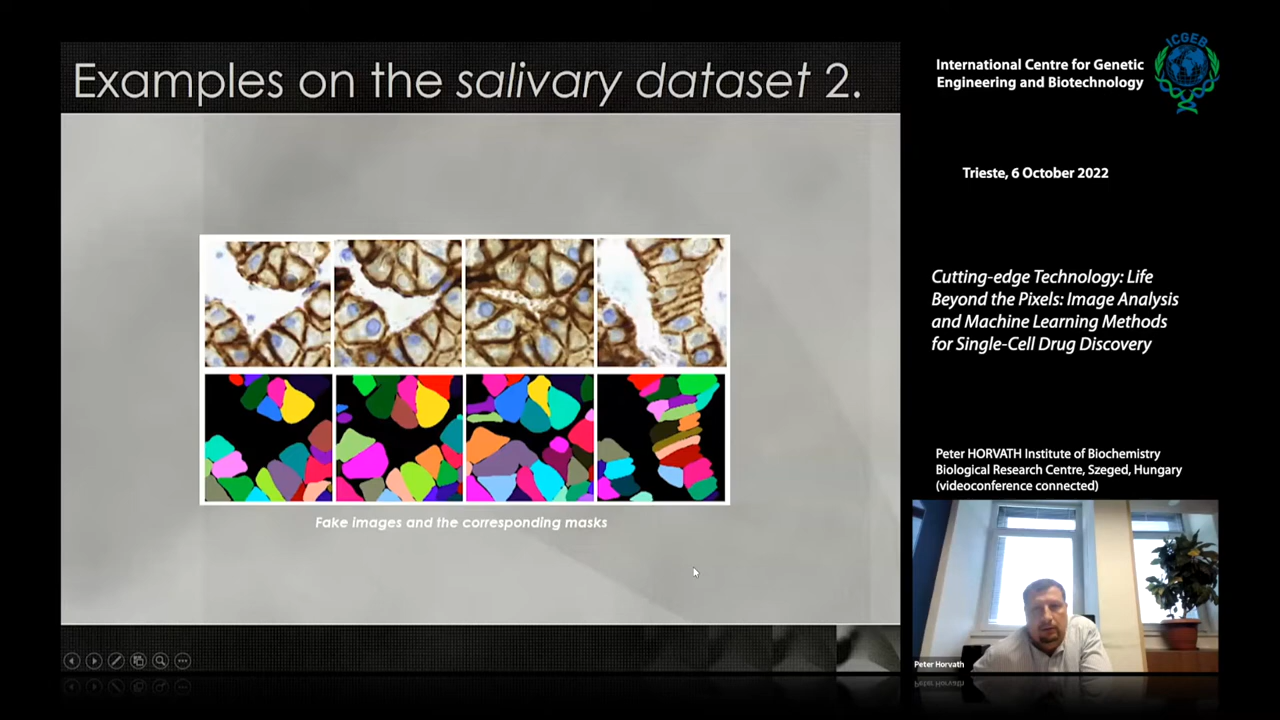 Examples on the salivary dataset 2.
Fake images and the corresponding masks
International Centre for Genetic
Engineering and Biotechnology
ICGEB
Trieste, 6 October 2022
Cutting-edge Technology: Life
Beyond the Pixels: Image Analysis
and Machine Learning Methods
for Single-Cell Drug Discovery
Peter HORVATH Institute of Biochemistry
Biological Research Centre, Szeged, Hungary
(videoconference connected)
Peter Horvath